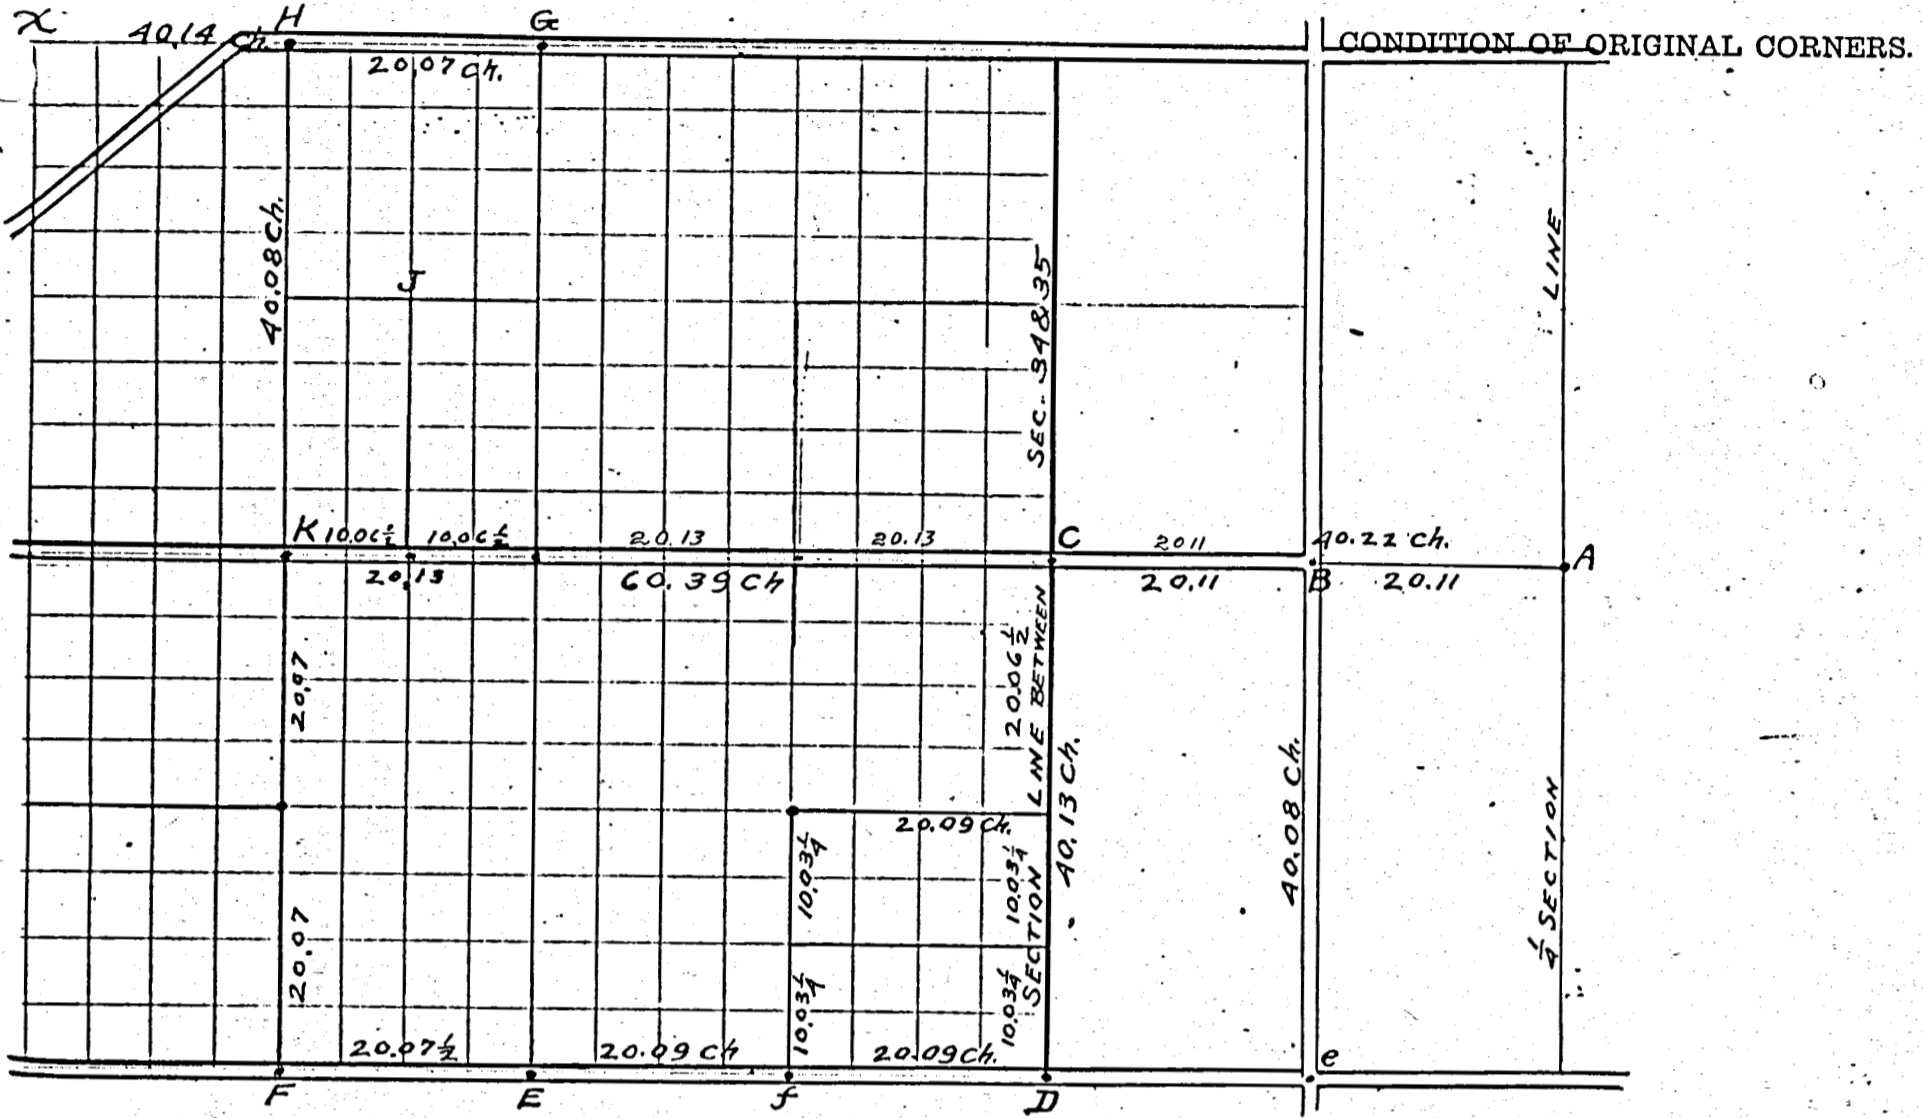 X 40.14 Ch. H G
CONDITION OF ORIGINAL CORNERS.
20.07 Ch.
40.08 Ch.
J
SEC. 34 & 35
LINE
K 10.06½ 10.06½ 20.13 20.13 C 20 11 40.22 Ch. A
20.13 60.39 Ch 20.11 B 20.11
20.07
20.06½
LINE BETWEEN
20.09 Ch.
40.13 Ch.
40.08 Ch.
10.03¼
10.03¼
SECTION
¼ SECTION
20.07
10.03¼
10.03¼
20.07½ 20.09 Ch 20.09 Ch. e
F E f D